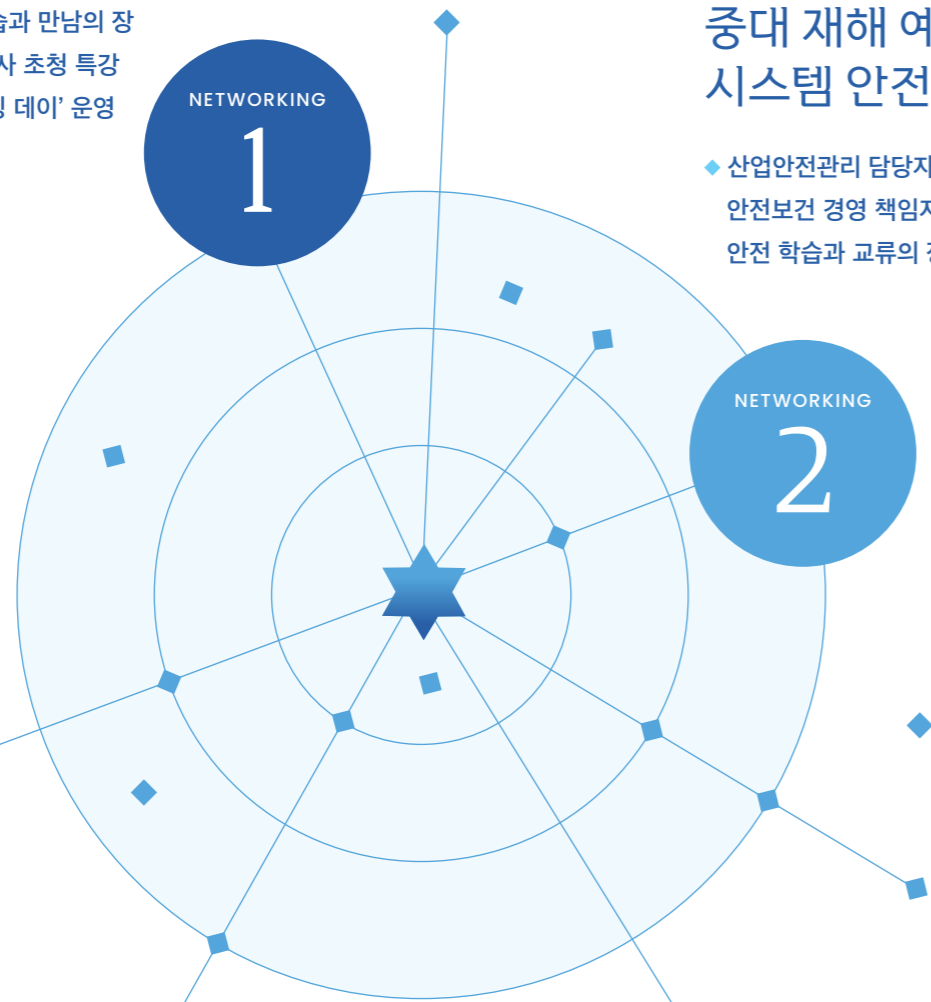 습과 만남의 장
사 초청 특강
데이’ 운영
NETWORKING
1
중대 재해 예
시스템 안전
산업안전관리 담당자
안전보건 경영 책임자
안전 학습과 교류의
NETWORKING
2